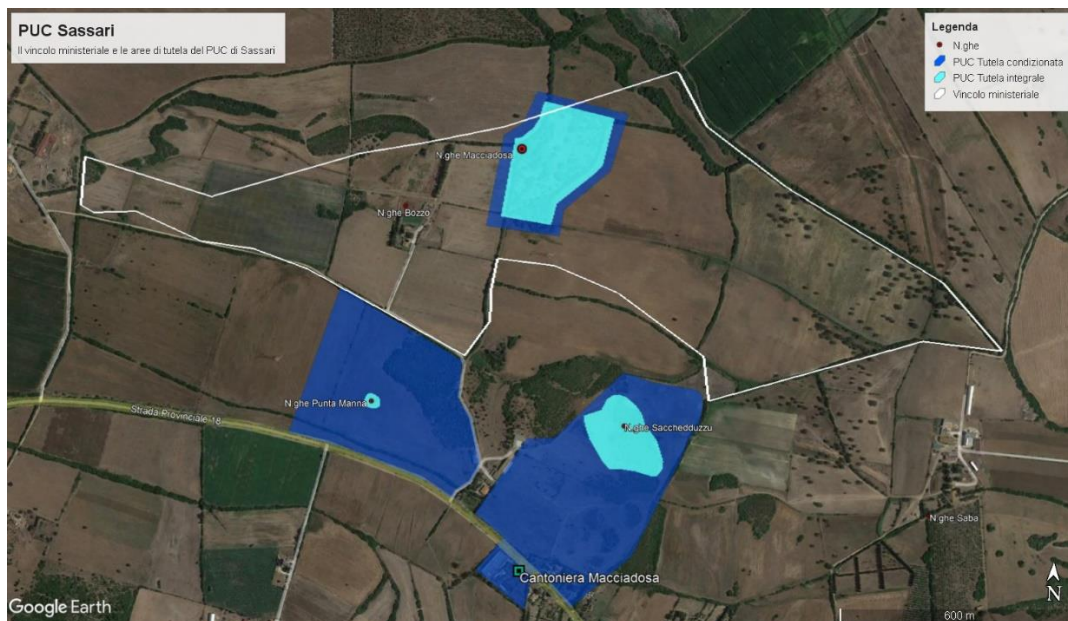 PUC Sassari
Il vincolo ministeriale e le aree di tutela del PUC di Sassari
Legenda
N.ghe
PUC Tutela condizionata
PUC Tutela integrale
Vincolo ministeriale
N.ghe Macciadosa
N.ghe Bozzo
N.ghe Punta Manna
Strada Provinciale 18
N.ghe Sacchedduzzu
N.ghe Saba
Cantoniera Macciadosa
N
Google Earth
600 m